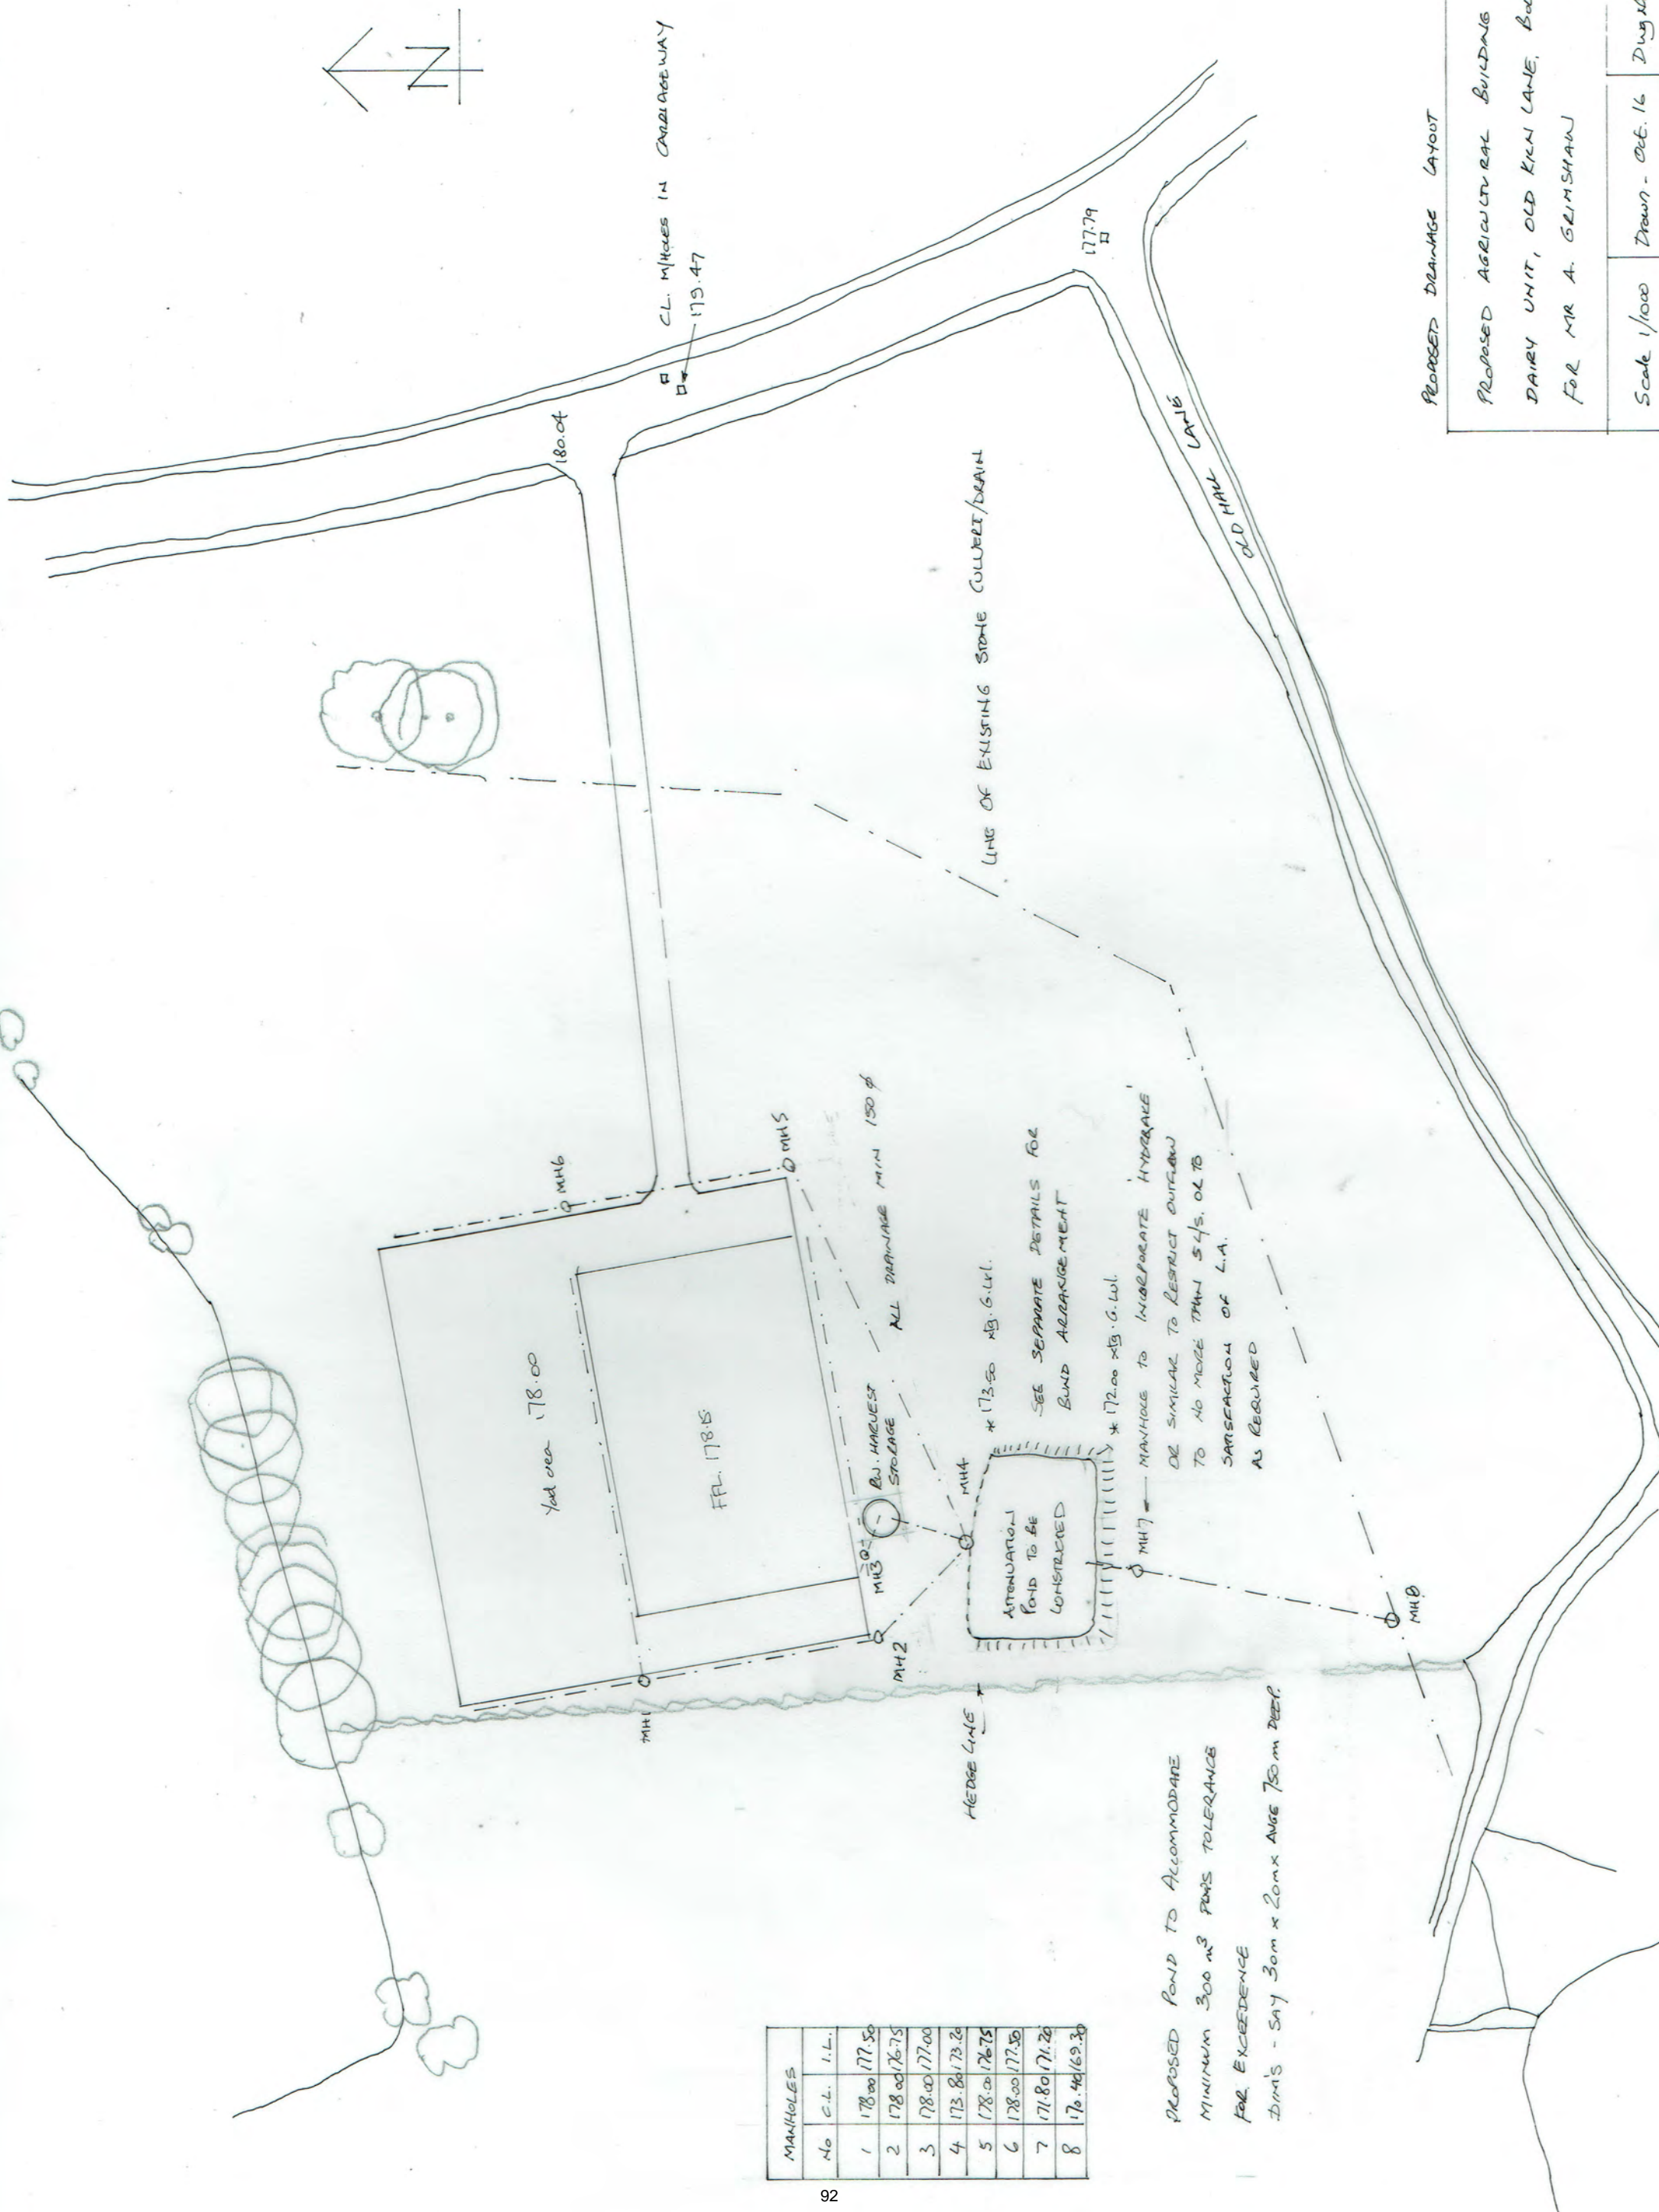 N
CL. M/HOLES IN CARRIAGEWAY
179.47
180.04
177.79
OLD HALL LANE
LINE OF EXISTING STONE CULVERT/DRAIN
MH6
MH5
Yard area 178.00
FFL. 178.15
R.W. HARVEST
STORAGE
ALL DRAINAGE MIN 150 ϕ
MH1
MH2
MH3
MH4
* 173.50 xtg. G. Lvl.
SEE SEPARATE DETAILS FOR
BUND ARRANGEMENT
* 172.00 xtg. G. Lvl.
ATTENUATION
POND TO BE
CONSTRUCTED
MH7
MANHOLE TO INCORPORATE 'HYDRBRAKE'
OR SIMILAR TO RESTRICT OUTFLOW
TO NO MORE THAN 5 L/S. OR TO
SATISFACTION OF L.A.
AS REQUIRED
MH8
HEDGE LINE
PROPOSED POND TO ACCOMMODATE
MINIMUM 300 m³ PLUS TOLERANCE
FOR EXCEEDENCE
DIM'S - SAY 30m x 20m x AVGE 750m DEEP.
MANHOLES
No C.L. I.L.
1 178.00 177.50
2 178.00 176.75
3 178.00 177.00
4 173.80 173.20
5 178.00 176.75
6 178.00 177.50
7 171.80 171.20
8 170.40 169.30
PROPOSED DRAINAGE LAYOUT
PROPOSED AGRICULTURAL BUILDING
DAIRY UNIT, OLD KILN LANE, BOL
FOR MR A. GRIMSHAW
Scale 1/1000 Drawn - Oct. 16 Dwg N
92